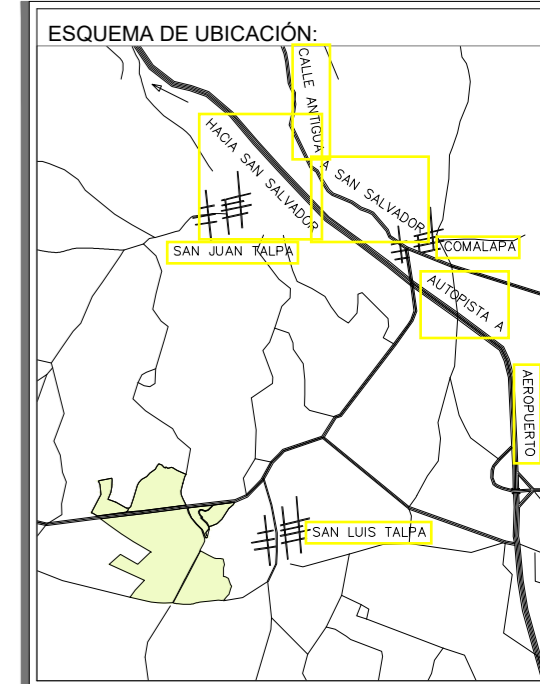 ESQUEMA DE UBICACIÓN:
CALLE ANTIGUA A SAN SALVADOR
HACIA SAN SALVADOR
SAN JUAN TALPA
COMALAPA
AUTOPISTA A
AEROPUERTO
SAN LUIS TALPA